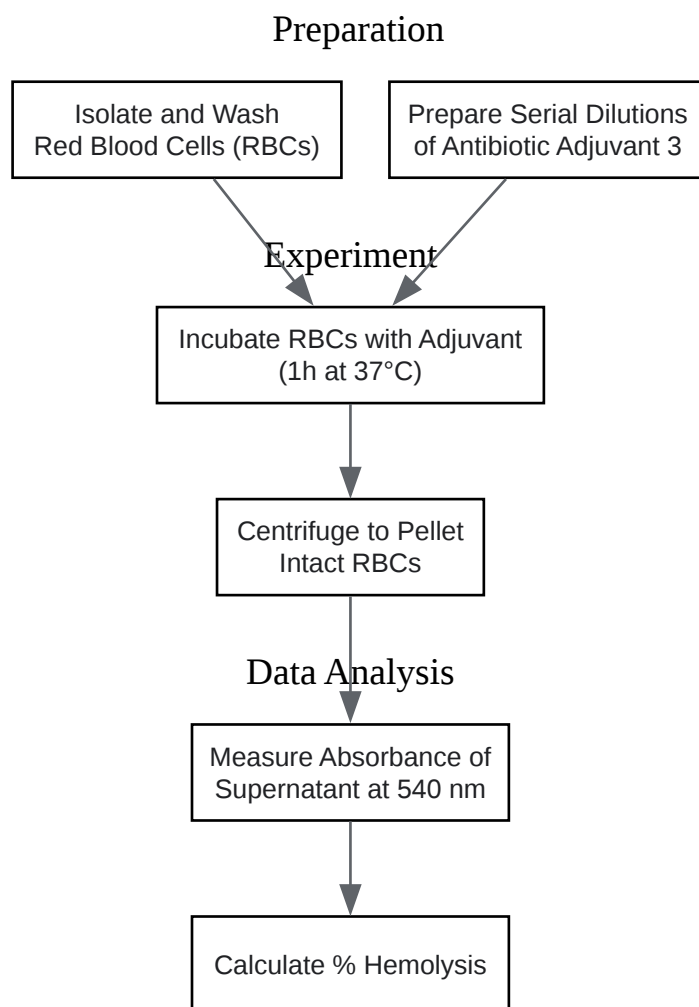 Preparation
Isolate and Wash
Red Blood Cells (RBCs)
Prepare Serial Dilutions
of Antibiotic Adjuvant 3
Experiment
Incubate RBCs with Adjuvant
(1h at 37°C)
Centrifuge to Pellet
Intact RBCs
Data Analysis
Measure Absorbance of
Supernatant at 540 nm
Calculate % Hemolysis